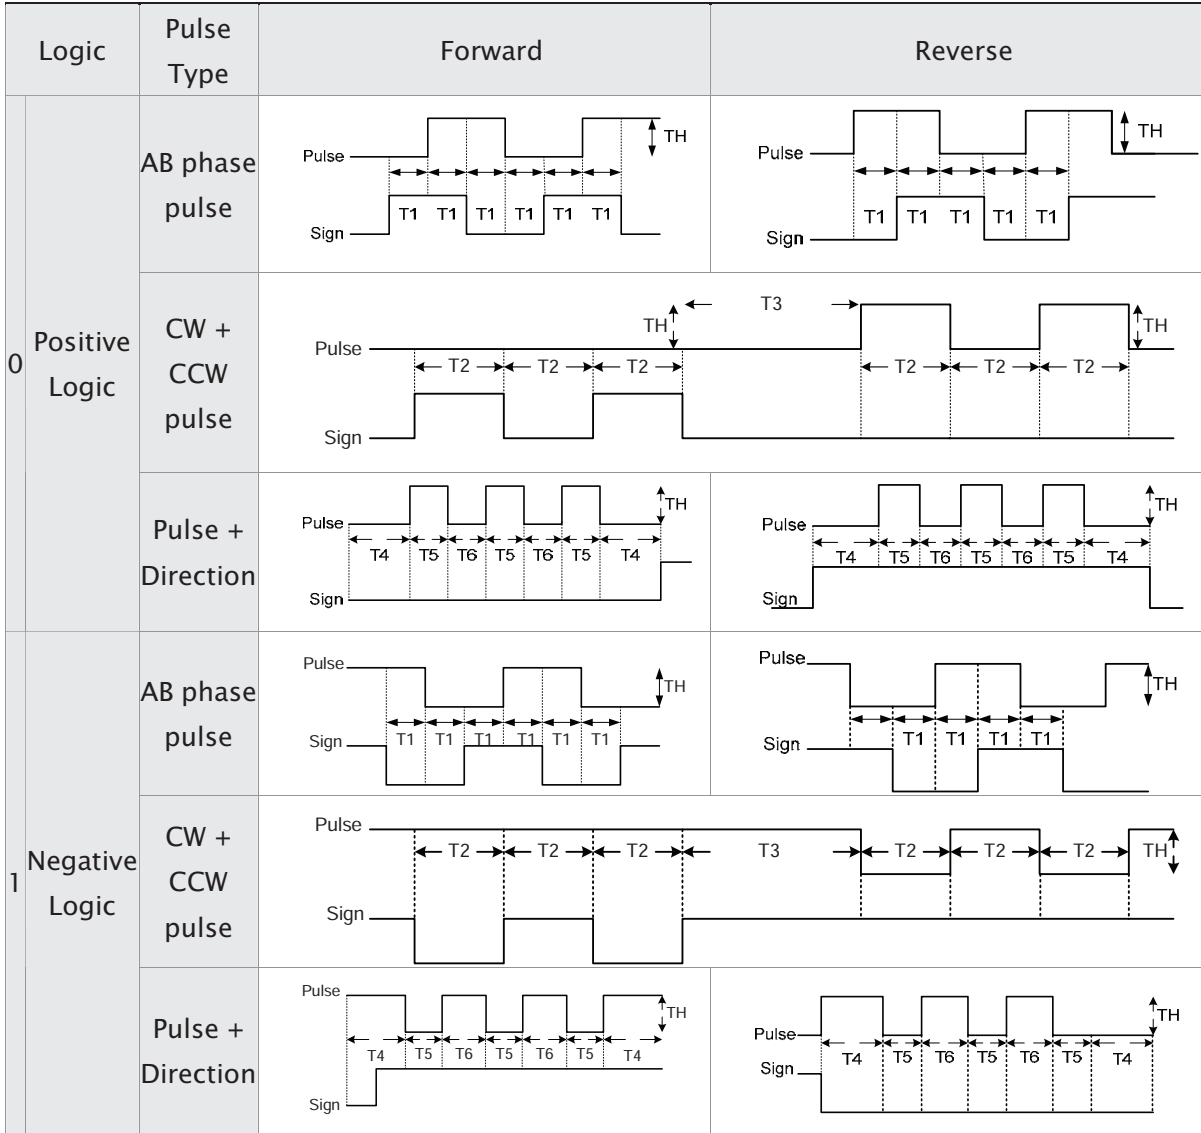 Logic
Pulse
Type
Forward
Reverse
0
Positive
Logic
AB phase
pulse
Pulse
TH
T1 T1 T1 T1 T1 T1
Sign
Pulse
TH
T1 T1 T1 T1 T1
Sign
CW +
CCW
pulse
T3
TH
TH
Pulse
T2 T2 T2 T2 T2 T2
Sign
Pulse +
Direction
Pulse
TH
T4 T5 T6 T5 T6 T5 T4
Sign
Pulse
TH
T4 T5 T6 T5 T6 T5 T4
Sign
1
Negative
Logic
AB phase
pulse
Pulse
TH
Sign
T1 T1 T1 T1 T1 T1
Pulse
TH
Sign
T1 T1 T1 T1
CW +
CCW
pulse
Pulse
T2 T2 T2 T3 T2 T2 T2 TH
Sign
Pulse +
Direction
Pulse
TH
T4 T5 T6 T5 T6 T5 T4
Sign
TH
Pulse
T4 T5 T6 T5 T6 T5 T4
Sign